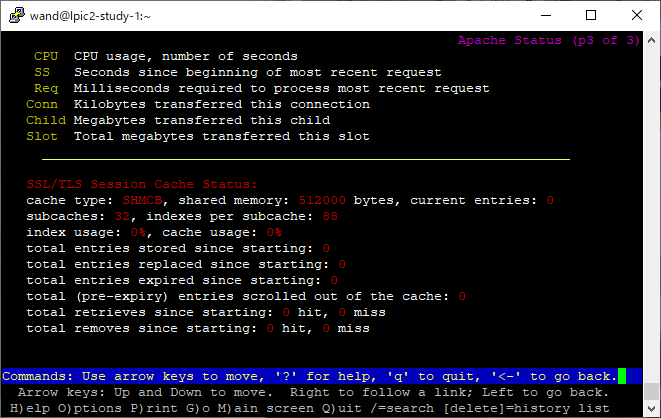 wand@lpic2-study-1:~
Apache Status (p3 of 3)
CPU CPU usage, number of seconds
SS Seconds since beginning of most recent request
Req Milliseconds required to process most recent request
Conn Kilobytes transferred this connection
Child Megabytes transferred this child
Slot Total megabytes transferred this slot
SSL/TLS Session Cache Status:
cache type: SHMCB, shared memory: 512000 bytes, current entries: 0
subcaches: 32, indexes per subcache: 88
index usage: 0%, cache usage: 0%
total entries stored since starting: 0
total entries replaced since starting: 0
total entries expired since starting: 0
total (pre-expiry) entries scrolled out of the cache: 0
total retrieves since starting: 0 hit, 0 miss
total removes since starting: 0 hit, 0 miss
Commands: Use arrow keys to move, '?' for help, 'q' to quit, '<-' to go back.
Arrow keys: Up and Down to move. Right to follow a link; Left to go back.
H)elp O)ptions P)rint G)o M)ain screen Q)uit /=search [delete]=history list